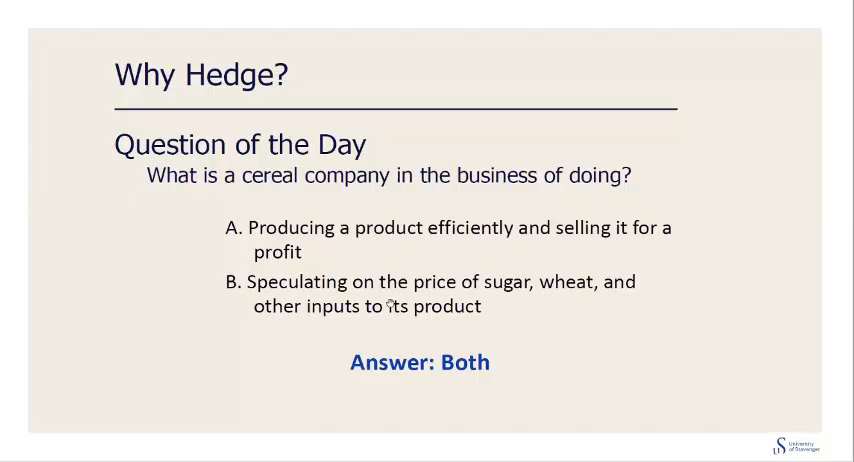 Why Hedge?
Question of the Day
What is a cereal company in the business of doing?
A. Producing a product efficiently and selling it for a
profit
B. Speculating on the price of sugar, wheat, and
other inputs to its product
Answer: Both
University
of Stavanger